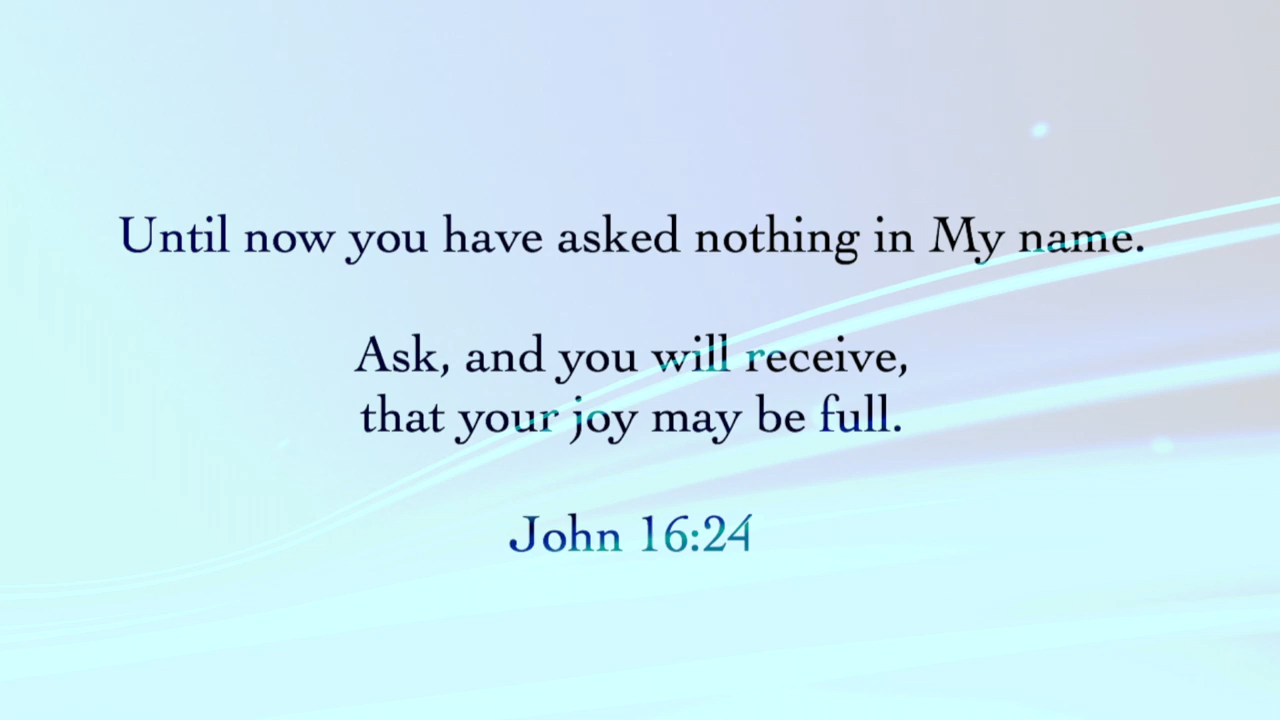 Until now you have asked nothing in My name.
Ask, and you will receive,
that your joy may be full.
John 16:24